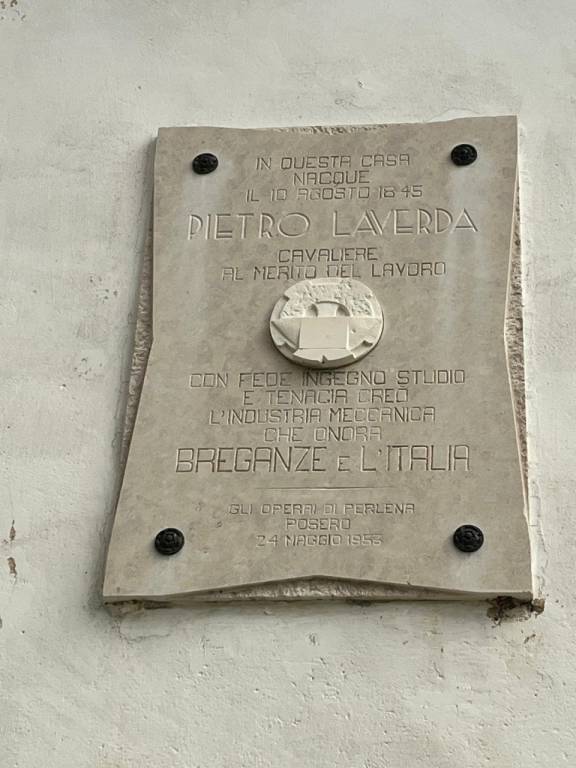 IN QUESTA CASA
NACQUE
IL 10 AGOSTO 1845
PIETRO LAVERDA
CAVALIERE
AL MERITO DEL LAVORO
CON FEDE INGEGNO STUDIO
E TENACIA CREÒ
L'INDUSTRIA MECCANICA
CHE ONORA
BREGANZE E L'ITALIA
GLI OPERAI DI PERLENA
POSERO
24 MAGGIO 1953